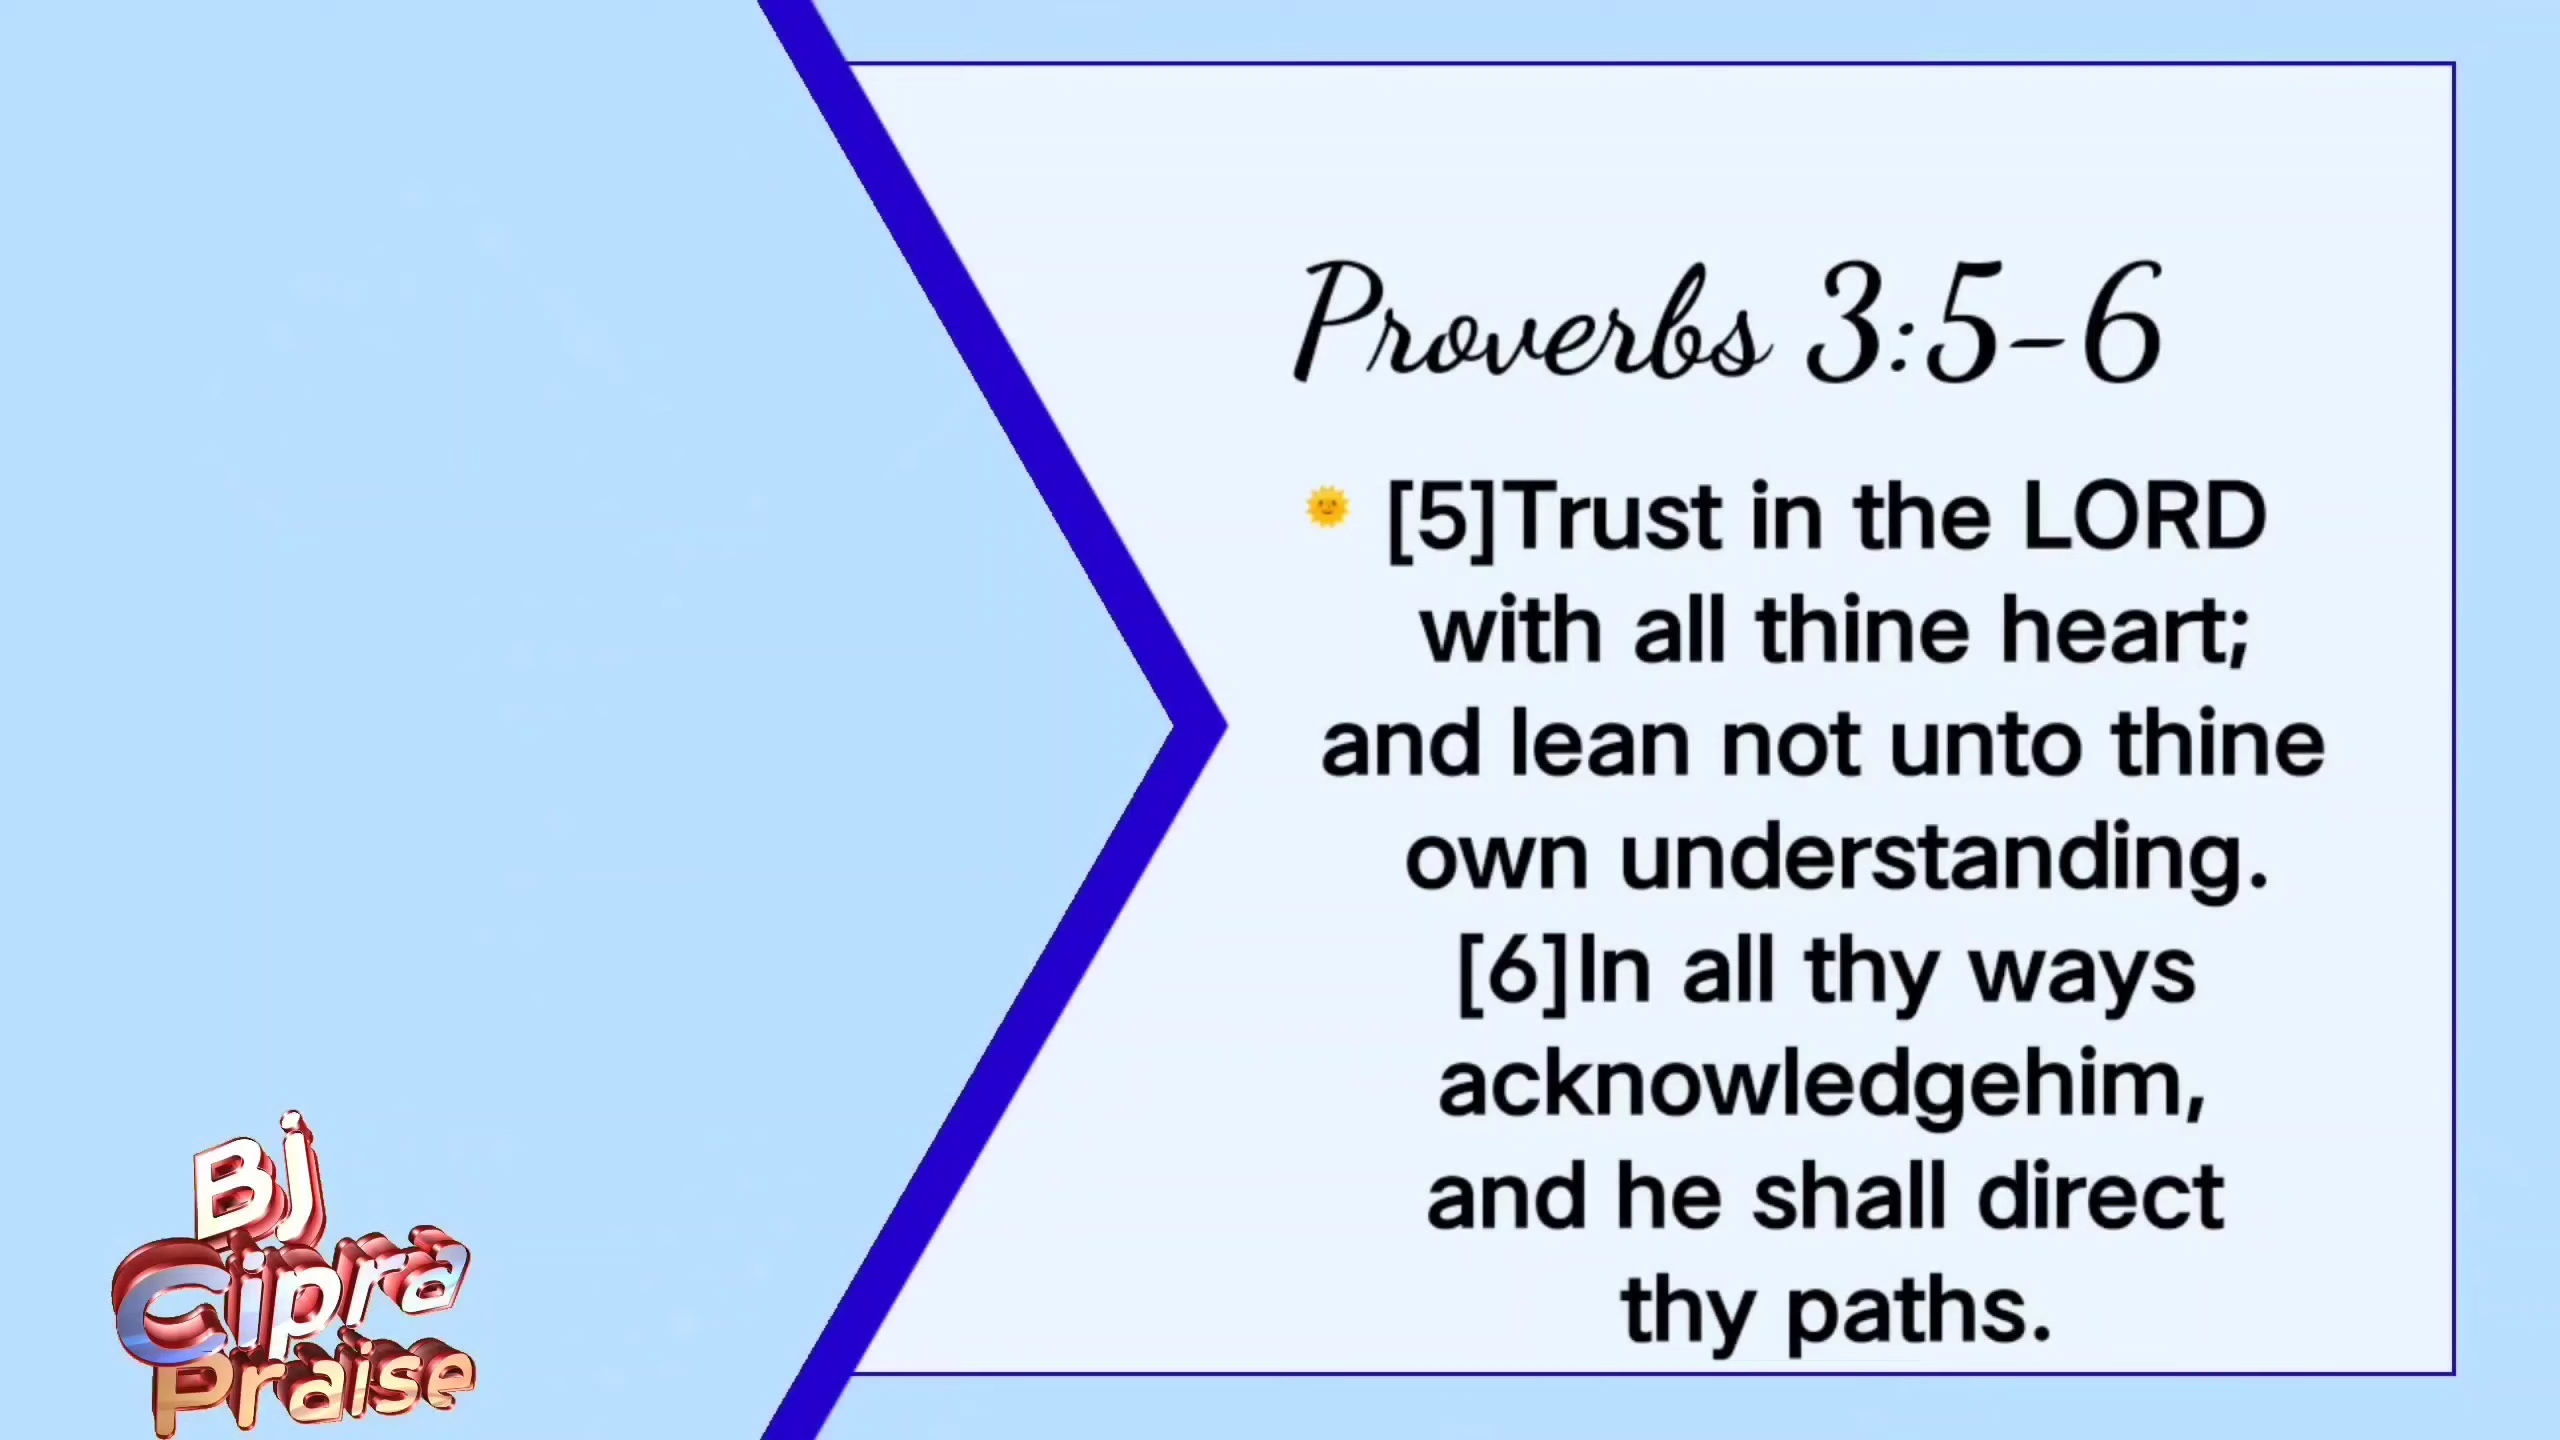 Proverbs 3:5-6
🌞 [5]Trust in the LORD
with all thine heart;
and lean not unto thine
own understanding.
[6]In all thy ways
acknowledgehim,
and he shall direct
thy paths.
Bj
Cipra
Praise